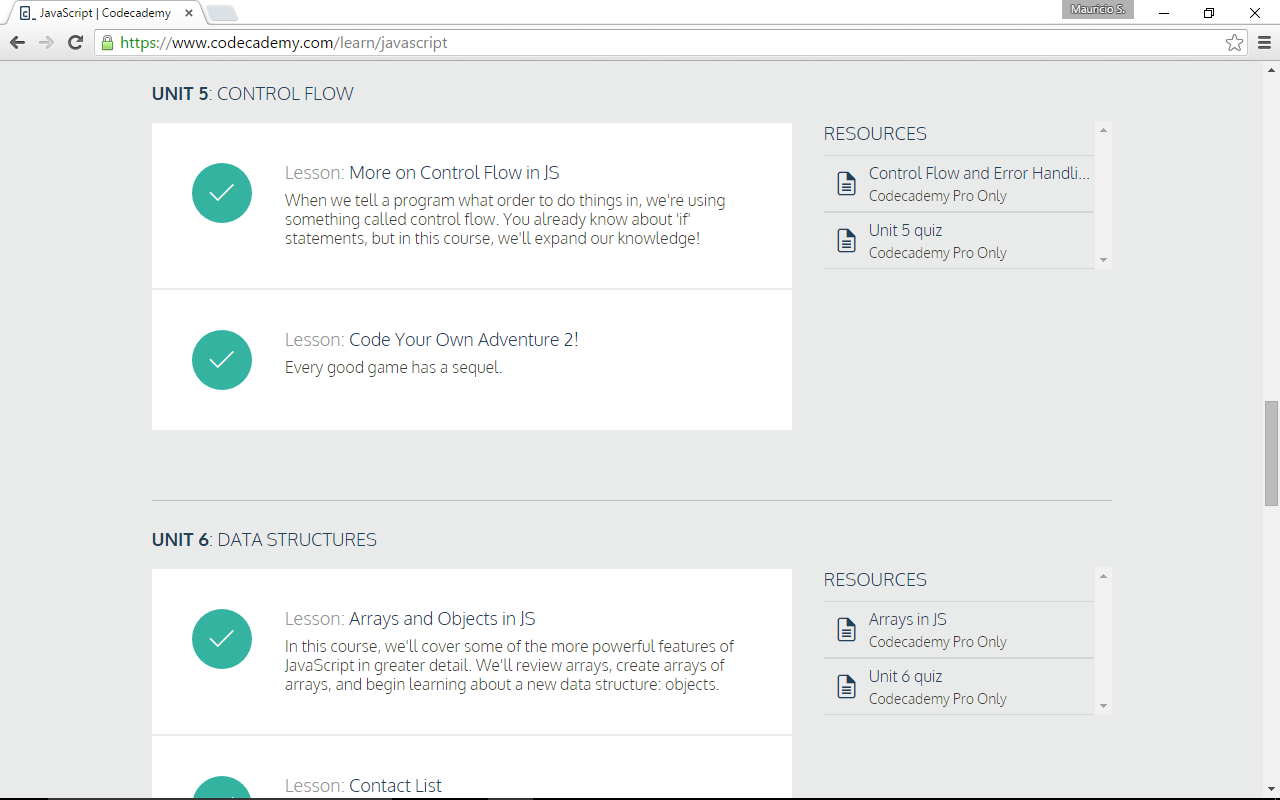 JavaScript | Codecademy
Mauricio S.
https://www.codecademy.com/learn/javascript
UNIT 5: CONTROL FLOW
Lesson: More on Control Flow in JS
When we tell a program what order to do things in, we're using
something called control flow. You already know about 'if'
statements, but in this course, we'll expand our knowledge!
RESOURCES
Control Flow and Error Handli...
Codecademy Pro Only
Unit 5 quiz
Codecademy Pro Only
Lesson: Code Your Own Adventure 2!
Every good game has a sequel.
UNIT 6: DATA STRUCTURES
Lesson: Arrays and Objects in JS
In this course, we'll cover some of the more powerful features of
JavaScript in greater detail. We'll review arrays, create arrays of
arrays, and begin learning about a new data structure: objects.
RESOURCES
Arrays in JS
Codecademy Pro Only
Unit 6 quiz
Codecademy Pro Only
Lesson: Contact List